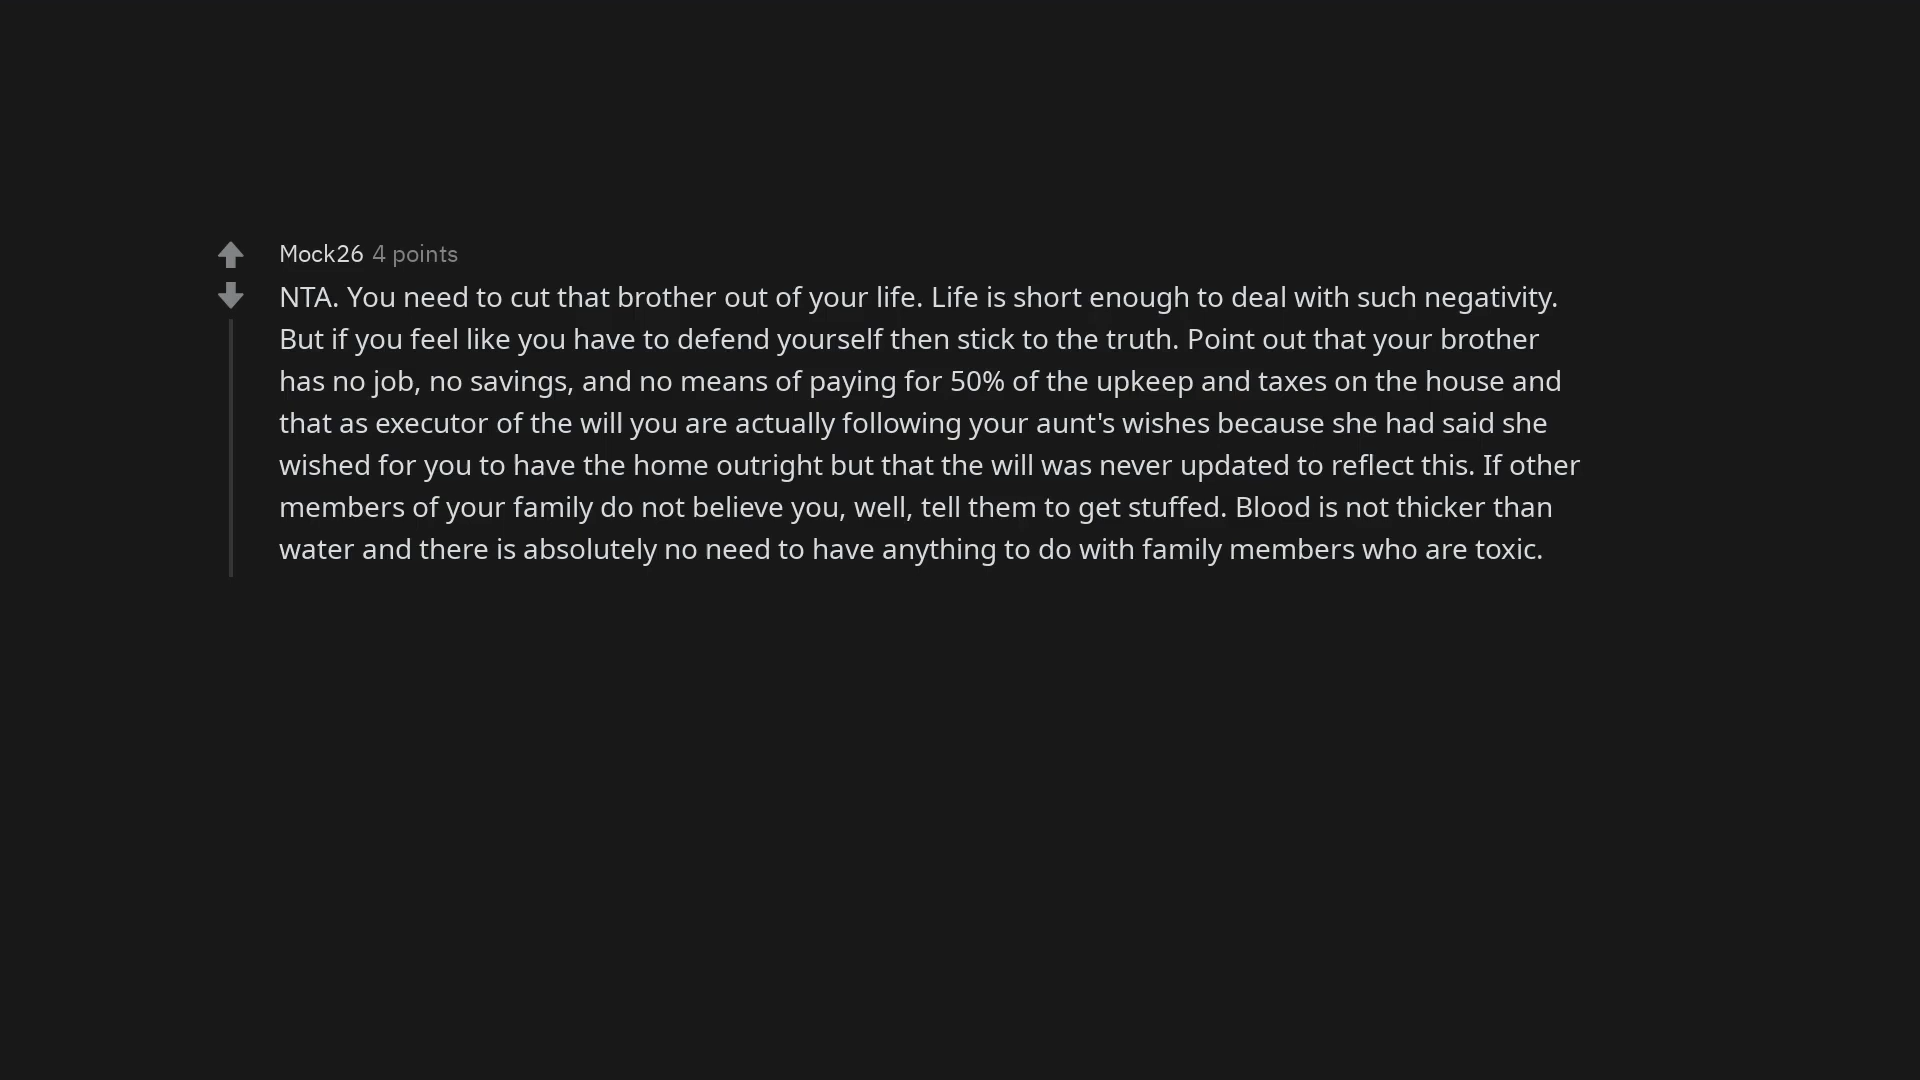 Mock26 4 points
NTA. You need to cut that brother out of your life. Life is short enough to deal with such negativity.
But if you feel like you have to defend yourself then stick to the truth. Point out that your brother
has no job, no savings, and no means of paying for 50% of the upkeep and taxes on the house and
that as executor of the will you are actually following your aunt's wishes because she had said she
wished for you to have the home outright but that the will was never updated to reflect this. If other
members of your family do not believe you, well, tell them to get stuffed. Blood is not thicker than
water and there is absolutely no need to have anything to do with family members who are toxic.